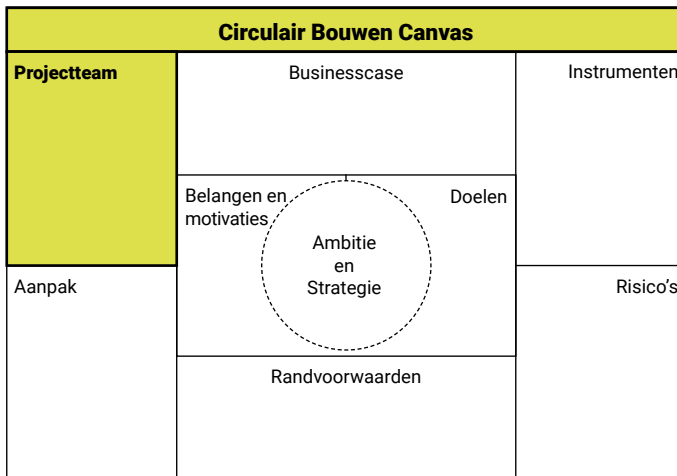 Circulair Bouwen Canvas
Projectteam
Businesscase
Instrumenten
Belangen en
motivaties
Doelen
Ambitie
en
Strategie
Aanpak
Risico’s
Randvoorwaarden